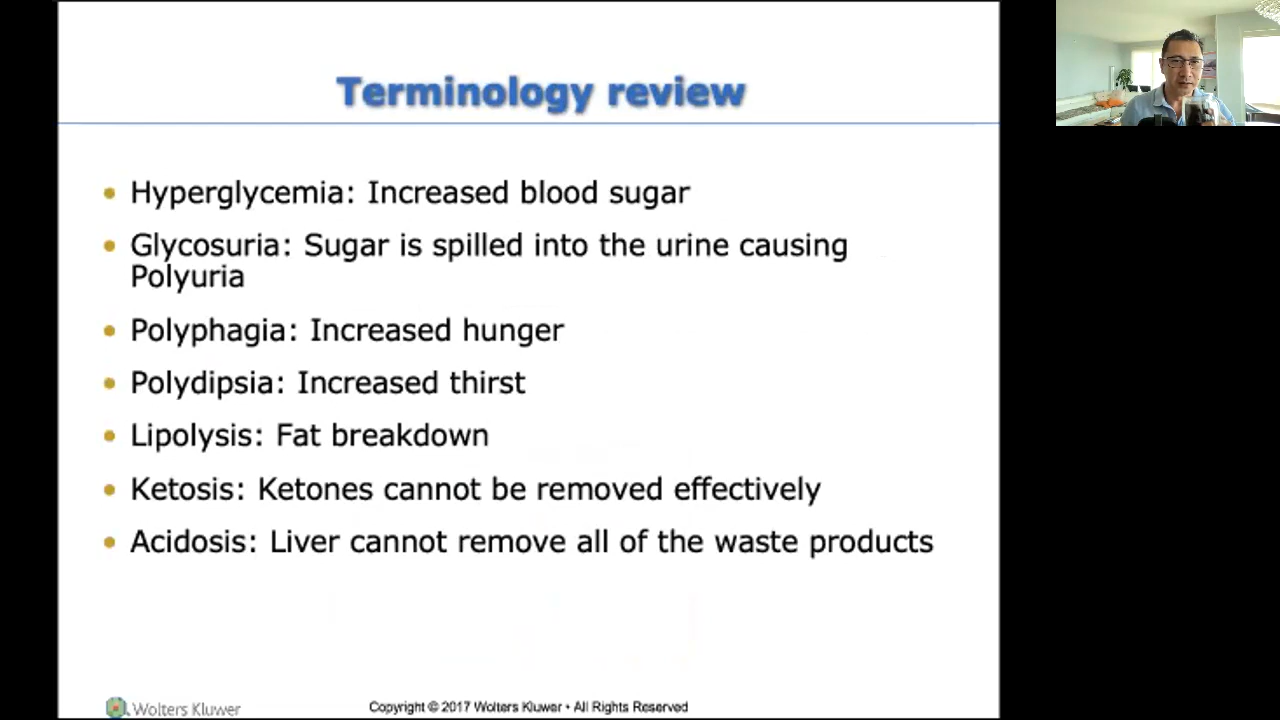 Terminology review
• Hyperglycemia: Increased blood sugar
• Glycosuria: Sugar is spilled into the urine causing
Polyuria
• Polyphagia: Increased hunger
• Polydipsia: Increased thirst
• Lipolysis: Fat breakdown
• Ketosis: Ketones cannot be removed effectively
• Acidosis: Liver cannot remove all of the waste products
Wolters Kluwer
Copyright © 2017 Wolters Kluwer • All Rights Reserved